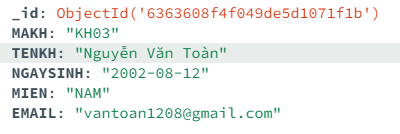 _id: ObjectId('6363608f4f049de5d1071f1b')
MAKH: "KH03"
TENKH: "Nguyễn Văn Toàn"
NGAYSINH: "2002-08-12"
MIEN: "NAM"
EMAIL: "vantoan1208@gmail.com"